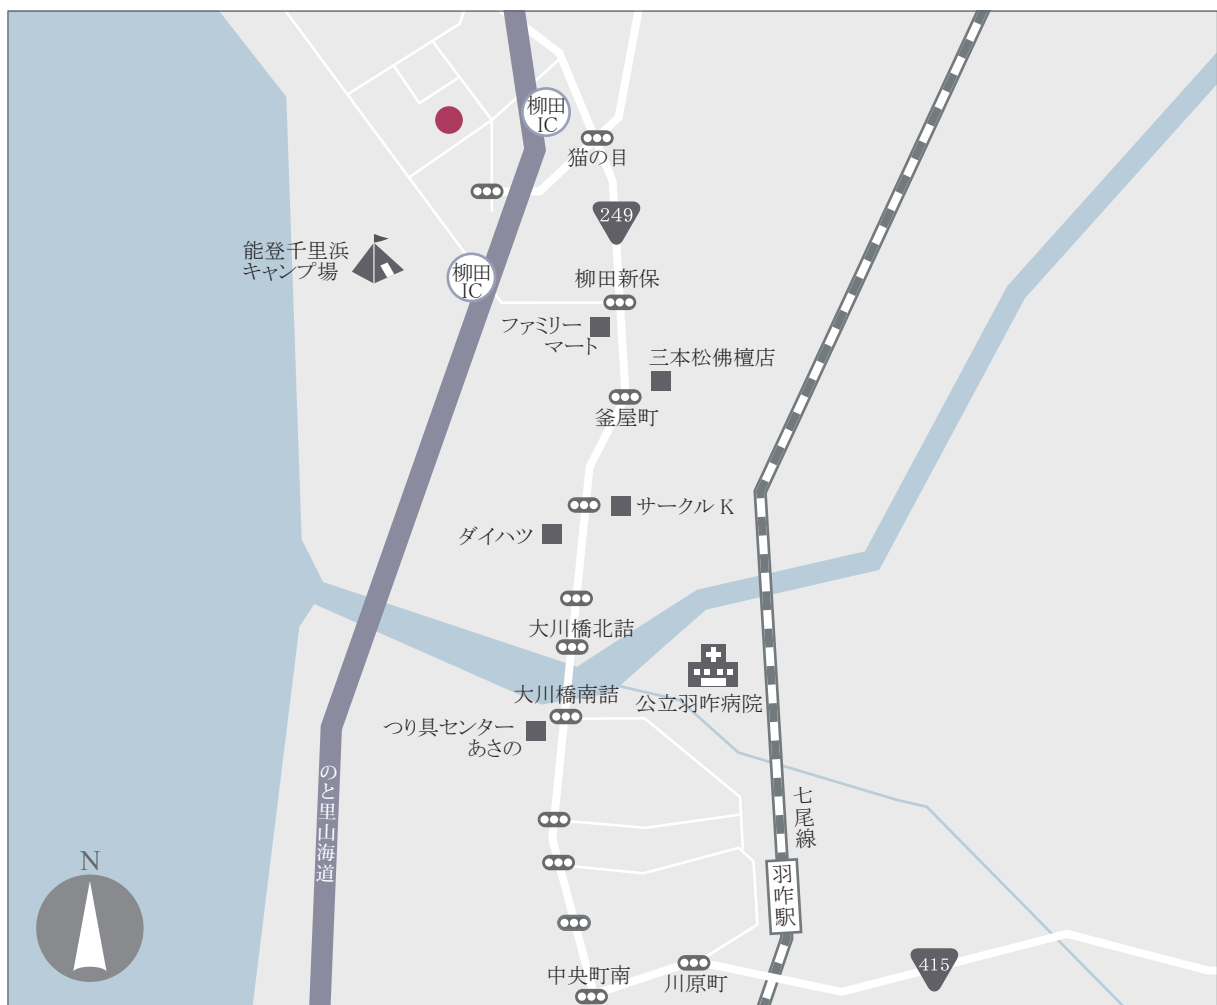 柳田
IC
猫の目
249
能登千里浜
キャンプ場
柳田
IC
柳田新保
ファミリー
マート
三本松佛檀店
釜屋町
サークル K
ダイハツ
大川橋北詰
大川橋南詰
公立羽咋病院
つり具センター
あさの
のと里山海道
七尾線
N
羽咋駅
中央町南
川原町
415